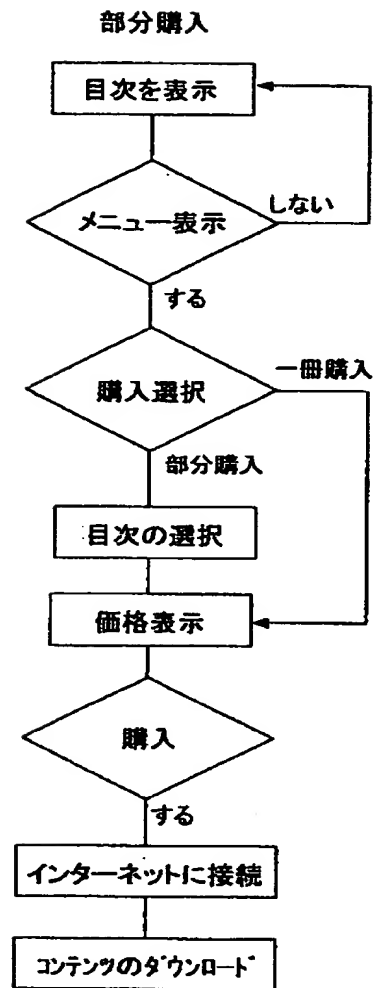 部分購入
目次を表示
メニュー表示
しない
する
購入選択
一冊購入
部分購入
目次の選択
価格表示
購入
する
インターネットに接続
コンテンツのダウンロード